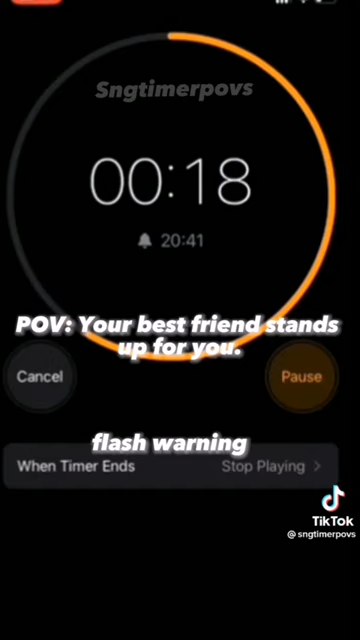 Sngtimerpovs
00:18
20:41
POV: Your best friend stands
up for you.
Cancel
Pause
flash warning
When Timer Ends
Stop Playing
TikTok
@sngtimerpovs